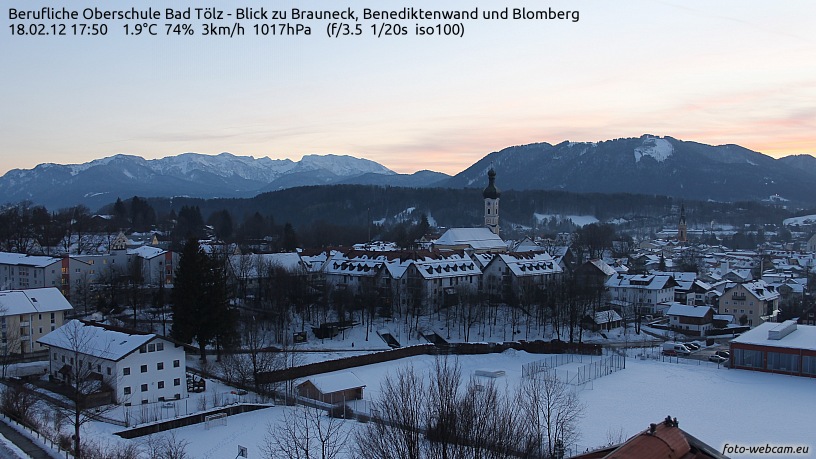 Berufliche Oberschule Bad Tölz - Blick zu Brauneck, Benediktenwand und Blomberg
18.02.12 17:50 1.9°C 74% 3km/h 1017hPa (f/3.5 1/20s iso100)
foto-webcam.eu